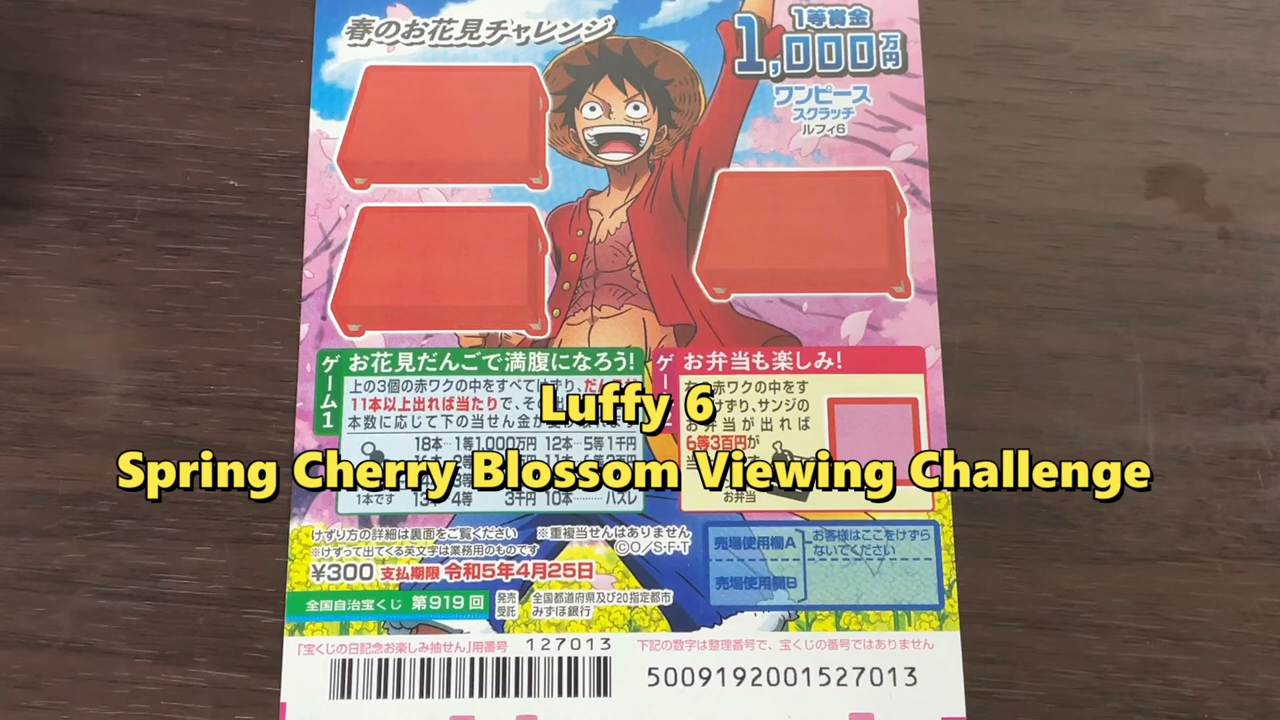 春のお花見チャレンジ
1等賞金
1,000万円
ワンピース
スクラッチ
ルフィ6
ゲーム1
お花見だんごで満腹になろう!
上の3個の赤ワクの中をすべてけずり、
11本以上出れば当たりで、
本数に応じて下の当せん金が
18本…1等1,000万円 12本…5等1千円
1本です 13本 4等 3千円 10本……ハズレ
お弁当も楽しみ!
赤ワクの中をす
けずり、サンジの
お弁当が出れば
6等3百円が
お弁当
Luffy 6
Spring Cherry Blossom Viewing Challenge
けずり方の詳細は裏面をご覧ください ※重複当せんはありません
※けずって出てくる英文字は業務用のものです ©O/S・F・T
¥300 支払期限 令和5年4月25日
売場使用欄A
お客様はここをけずら
ないでください
売場使用欄B
全国自治宝くじ 第919回
発売 全国都道府県及び20指定都市
受託 みずほ銀行
「宝くじの日記念お楽しみ抽せん」用番号 127013
下記の数字は整理番号で、宝くじの番号ではありません
5009192001527013